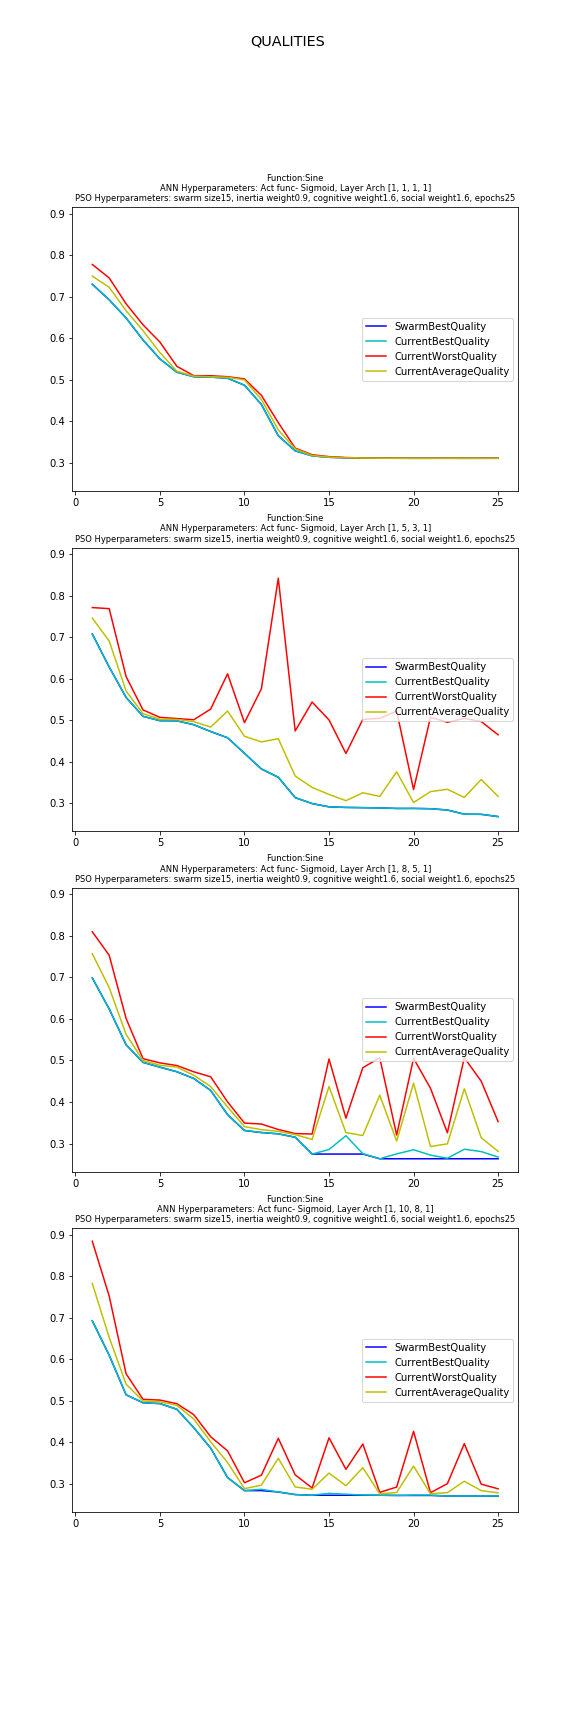 QUALITIES
Function:Sine
ANN Hyperparameters: Act func- Sigmoid, Layer Arch [1, 1, 1, 1]
PSO Hyperparameters: swarm size15, inertia weight0.9, cognitive weight1.6, social weight1.6, epochs25
0.9
0.8
0.7
0.6
0.5
0.4
0.3
SwarmBestQuality
CurrentBestQuality
CurrentWorstQuality
CurrentAverageQuality
0 5 10 15 20 25
Function:Sine
ANN Hyperparameters: Act func- Sigmoid, Layer Arch [1, 5, 3, 1]
PSO Hyperparameters: swarm size15, inertia weight0.9, cognitive weight1.6, social weight1.6, epochs25
0.9
0.8
0.7
0.6
0.5
0.4
0.3
SwarmBestQuality
CurrentBestQuality
CurrentWorstQuality
CurrentAverageQuality
0 5 10 15 20 25
Function:Sine
ANN Hyperparameters: Act func- Sigmoid, Layer Arch [1, 8, 5, 1]
PSO Hyperparameters: swarm size15, inertia weight0.9, cognitive weight1.6, social weight1.6, epochs25
0.9
0.8
0.7
0.6
0.5
0.4
0.3
SwarmBestQuality
CurrentBestQuality
CurrentWorstQuality
CurrentAverageQuality
0 5 10 15 20 25
Function:Sine
ANN Hyperparameters: Act func- Sigmoid, Layer Arch [1, 10, 8, 1]
PSO Hyperparameters: swarm size15, inertia weight0.9, cognitive weight1.6, social weight1.6, epochs25
0.9
0.8
0.7
0.6
0.5
0.4
0.3
SwarmBestQuality
CurrentBestQuality
CurrentWorstQuality
CurrentAverageQuality
0 5 10 15 20 25